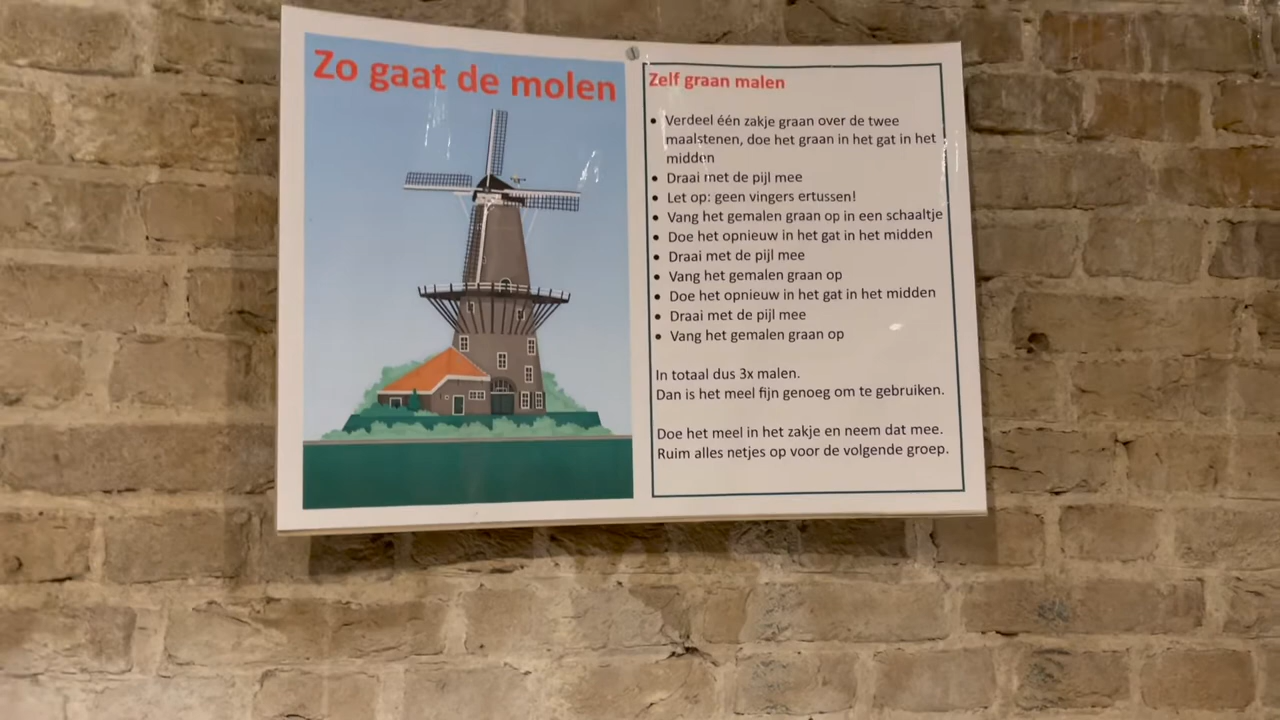 Zo gaat de molen
Zelf graan malen
• Verdeel één zakje graan over de twee
maalstenen, doe het graan in het gat in het
midden
• Draai met de pijl mee
• Let op: geen vingers ertussen!
• Vang het gemalen graan op in een schaaltje
• Doe het opnieuw in het gat in het midden
• Draai met de pijl mee
• Vang het gemalen graan op
• Doe het opnieuw in het gat in het midden
• Draai met de pijl mee
• Vang het gemalen graan op
In totaal dus 3x malen.
Dan is het meel fijn genoeg om te gebruiken.
Doe het meel in het zakje en neem dat mee.
Ruim alles netjes op voor de volgende groep.